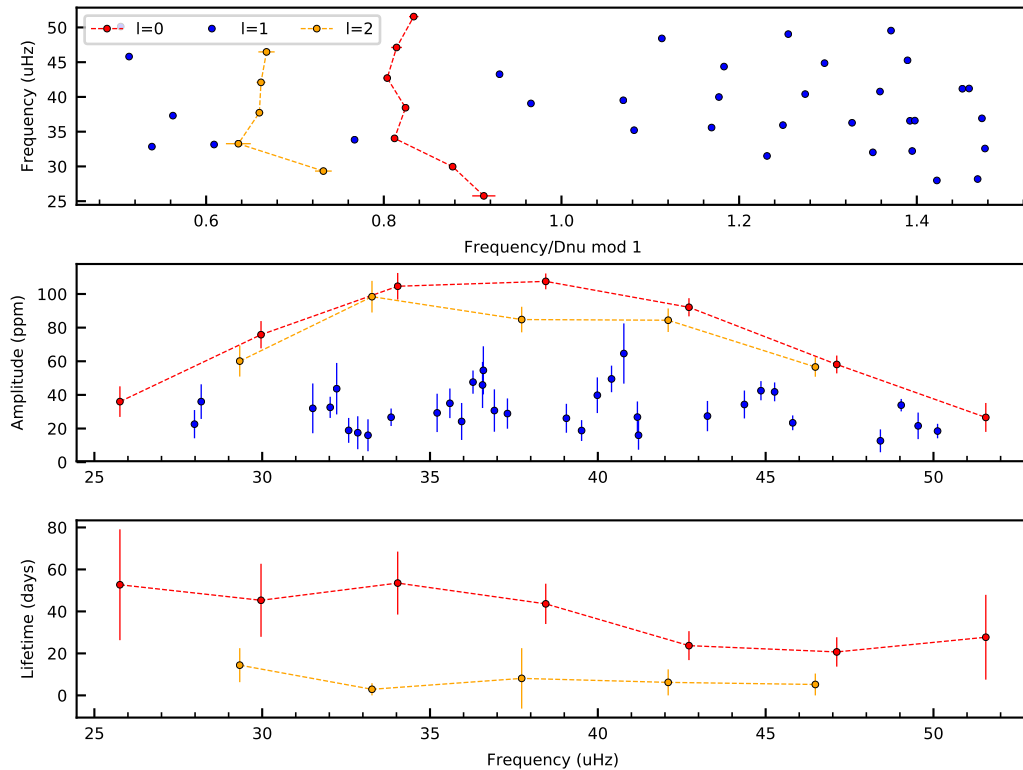 l=0 l=1 l=2
50
45
40
35
30
25
Frequency (uHz)
0.6 0.8 1.0 1.2 1.4
Frequency/Dnu mod 1
100
80
60
40
20
0
Amplitude (ppm)
25 30 35 40 45 50
80
60
40
20
0
Lifetime (days)
25 30 35 40 45 50
Frequency (uHz)